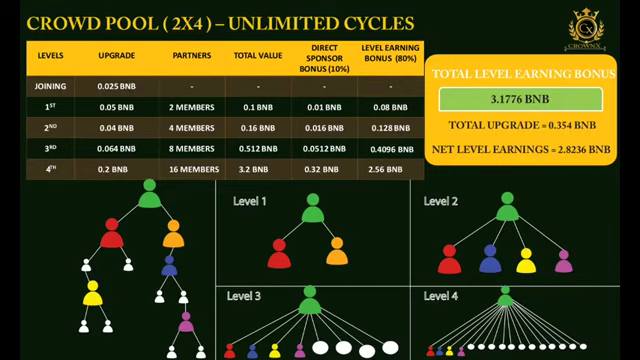 CROWD POOL ( 2X4 ) – UNLIMITED CYCLES
CROWNX
LEVELS UPGRADE PARTNERS TOTAL VALUE DIRECT SPONSOR BONUS (10%) LEVEL EARNING BONUS (80%)
JOINING 0.025 BNB - - - -
1ST 0.05 BNB 2 MEMBERS 0.1 BNB 0.01 BNB 0.08 BNB
2ND 0.04 BNB 4 MEMBERS 0.16 BNB 0.016 BNB 0.128 BNB
3RD 0.064 BNB 8 MEMBERS 0.512 BNB 0.0512 BNB 0.4096 BNB
4TH 0.2 BNB 16 MEMBERS 3.2 BNB 0.32 BNB 2.56 BNB
TOTAL LEVEL EARNING BONUS
3.1776 BNB
TOTAL UPGRADE = 0.354 BNB
NET LEVEL EARNINGS = 2.8236 BNB
Level 1
Level 2
Level 3
Level 4